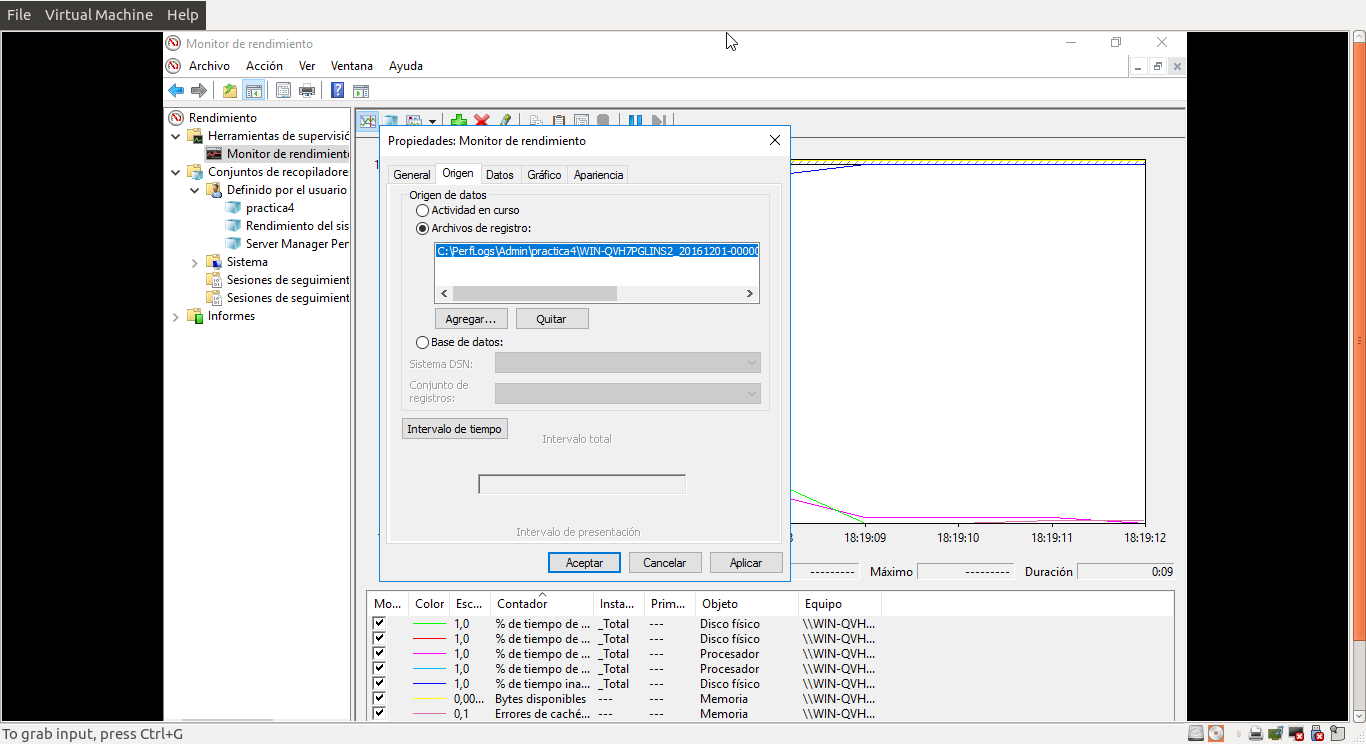 File Virtual Machine Help
Monitor de rendimiento
Archivo Acción Ver Ventana Ayuda
Rendimiento
Herramientas de supervisió
Monitor de rendimiento
Conjuntos de recopiladore
Definido por el usuario
practica4
Rendimiento del sis
Server Manager Per
Sistema
Sesiones de seguimient
Sesiones de seguimient
Informes
Propiedades: Monitor de rendimiento
General Origen Datos Gráfico Apariencia
Origen de datos
Actividad en curso
Archivos de registro:
C:\PerfLogs\Admin\practica4\WIN-QVH7PGLINS2_20161201-00000
Agregar... Quitar
Base de datos:
Sistema DSN:
Conjunto de
registros:
Intervalo de tiempo
Intervalo total
Intervalo de presentación
Aceptar Cancelar Aplicar
18:19:09 18:19:10 18:19:11 18:19:12
--------- Máximo --------- Duración 0:09
Mo... Color Esc... Contador Insta... Prim... Objeto Equipo
1,0 % de tiempo de ... _Total --- Disco físico \\WIN-QVH...
1,0 % de tiempo de ... _Total --- Disco físico \\WIN-QVH...
1,0 % de tiempo de ... _Total --- Procesador \\WIN-QVH...
1,0 % de tiempo de ... _Total --- Procesador \\WIN-QVH...
1,0 % de tiempo ina... _Total --- Disco físico \\WIN-QVH...
0,00... Bytes disponibles --- --- Memoria \\WIN-QVH...
0,1 Errores de caché... --- --- Memoria \\WIN-QVH...
To grab input, press Ctrl+G